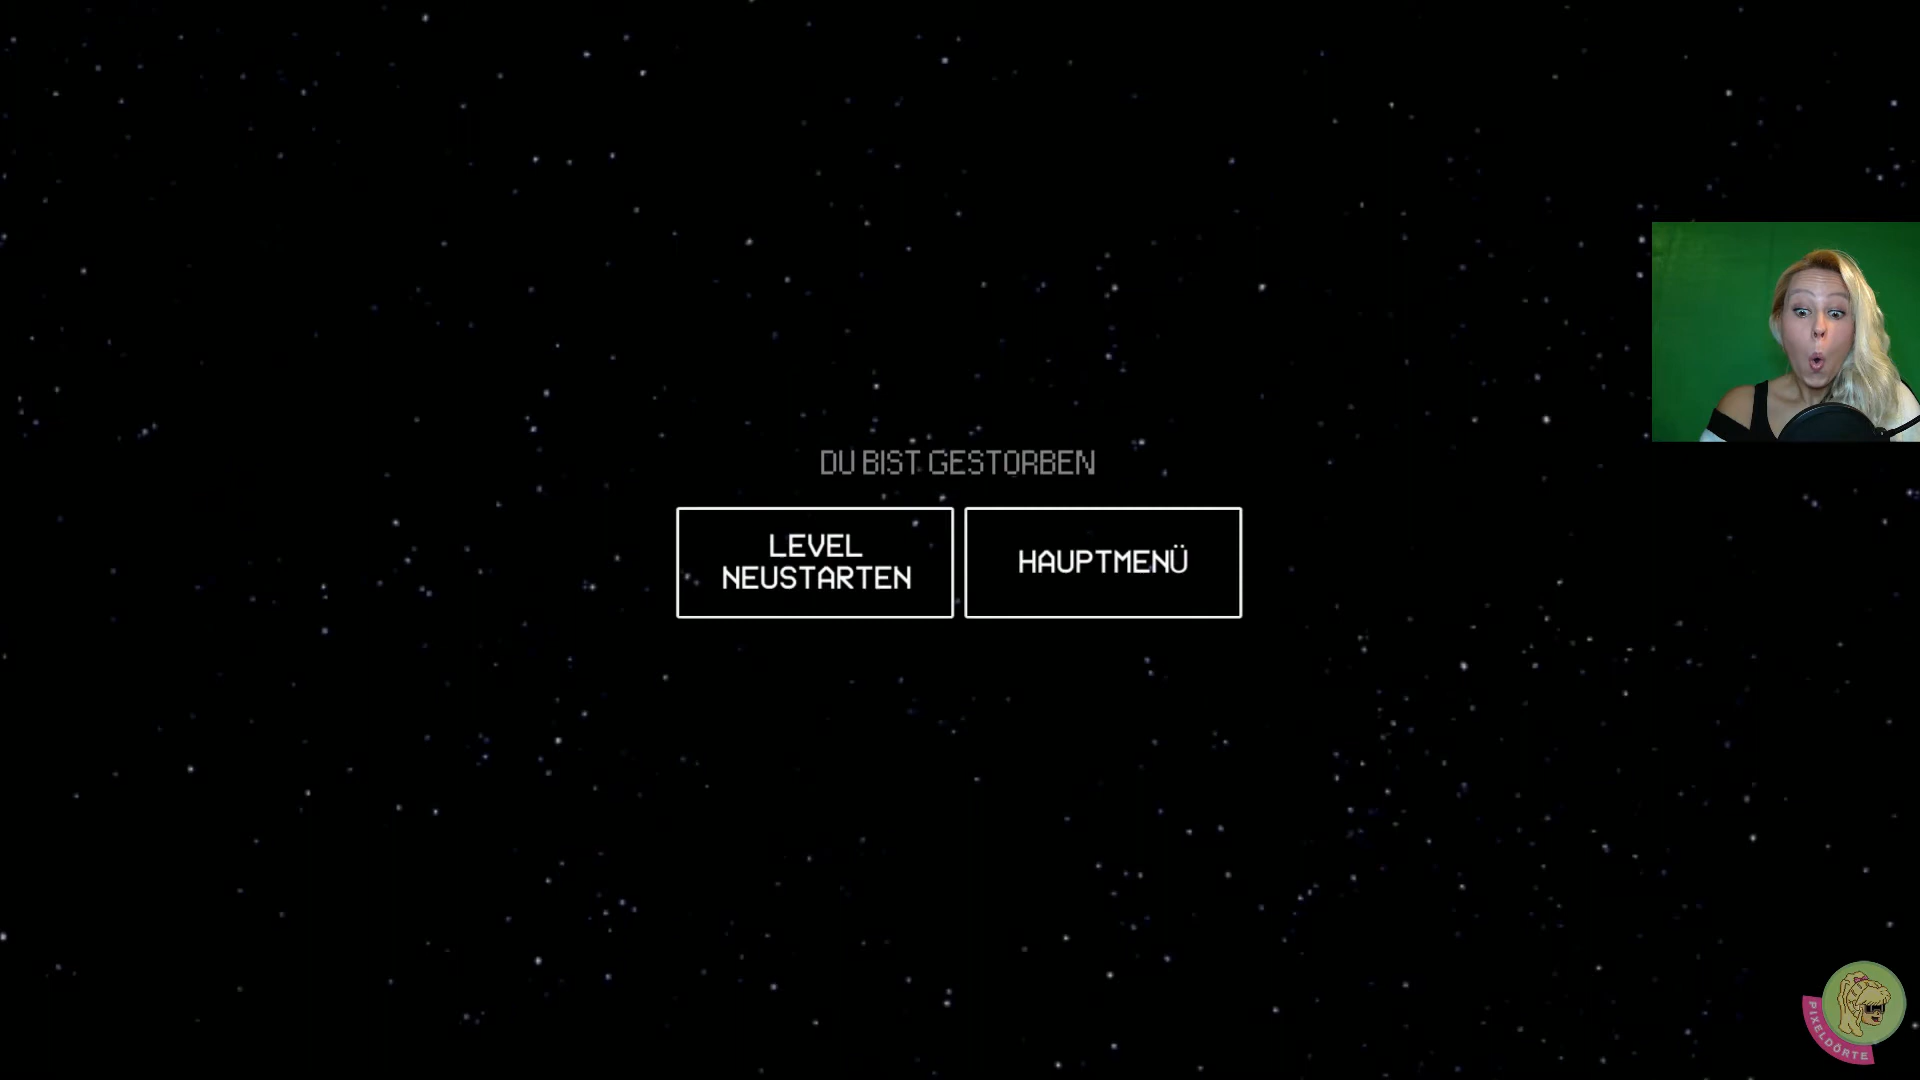 DU BIST GESTORBEN
LEVEL
NEUSTARTEN
HAUPTMENÜ
PIXELDÖRTE